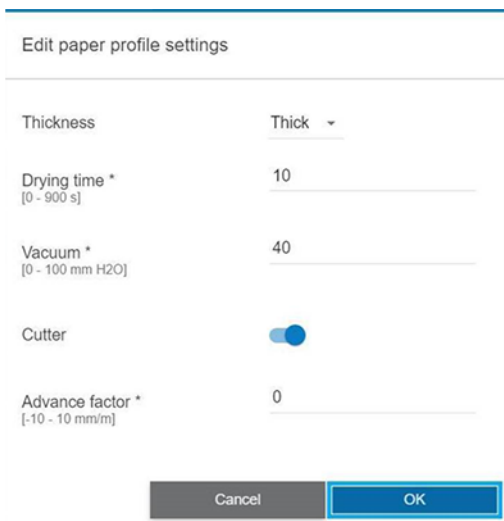 Edit paper profile settings
Thickness Thick
Drying time * 10
[0 - 900 s]
Vacuum * 40
[0 - 100 mm H2O]
Cutter
Advance factor * 0
[-10 - 10 mm/m]
Cancel OK